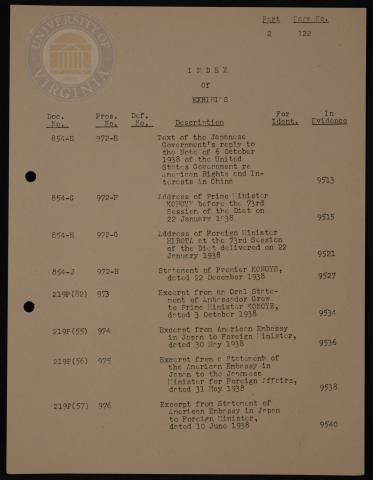 UNIVERSITY OF VIRGINIA
Part Page No.
2 122
INDEX
Of
EXHIBITS
Doc. No. Pros. No. Def. No. Description For Ident. In Evidence
854-E 972-E Text of the Japanese
Government's reply to
the Note of 6 October
1938 of the United
States Government re
American Rights and In-
terests in China 9513
854-G 972-F Address of Prime Minister
KONOYE before the 73rd
Session of the Diet on
22 January 1938 9515
854-H 972-G Address of Foreign Minister
HIROTA at the 73rd Session
of the Diet delivered on 22
January 1938 9521
854-J 972-H Statement of Premier KONOYE,
dated 22 December 1938 9527
219P(82) 973 Excerpt from an Oral State-
ment of Ambassador Grew
to Prime Minister KONOYE,
dated 3 October 1938 9534
219P(55) 974 Excerpt from American Embassy
in Japan to Foreign Minister,
dated 30 May 1938 9536
219P(56) 975 Excerpt from a Statement of
the American Embassy in
Japan to the Japanese
Minister for Foreign Affairs,
dated 31 May 1938 9538
219P(57) 976 Excerpt from Statement of
American Embassy in Japan
to Foreign Minister,
dated 10 June 1938 9540